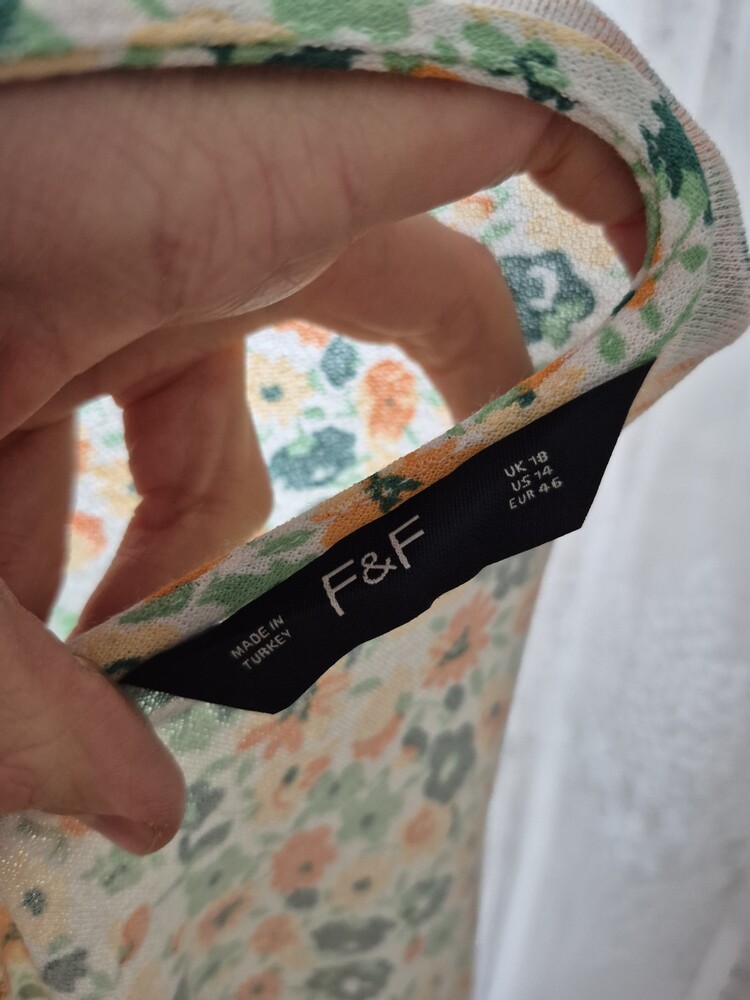 UK 18
US 14
EUR 46
F&F
MADE IN
TURKEY